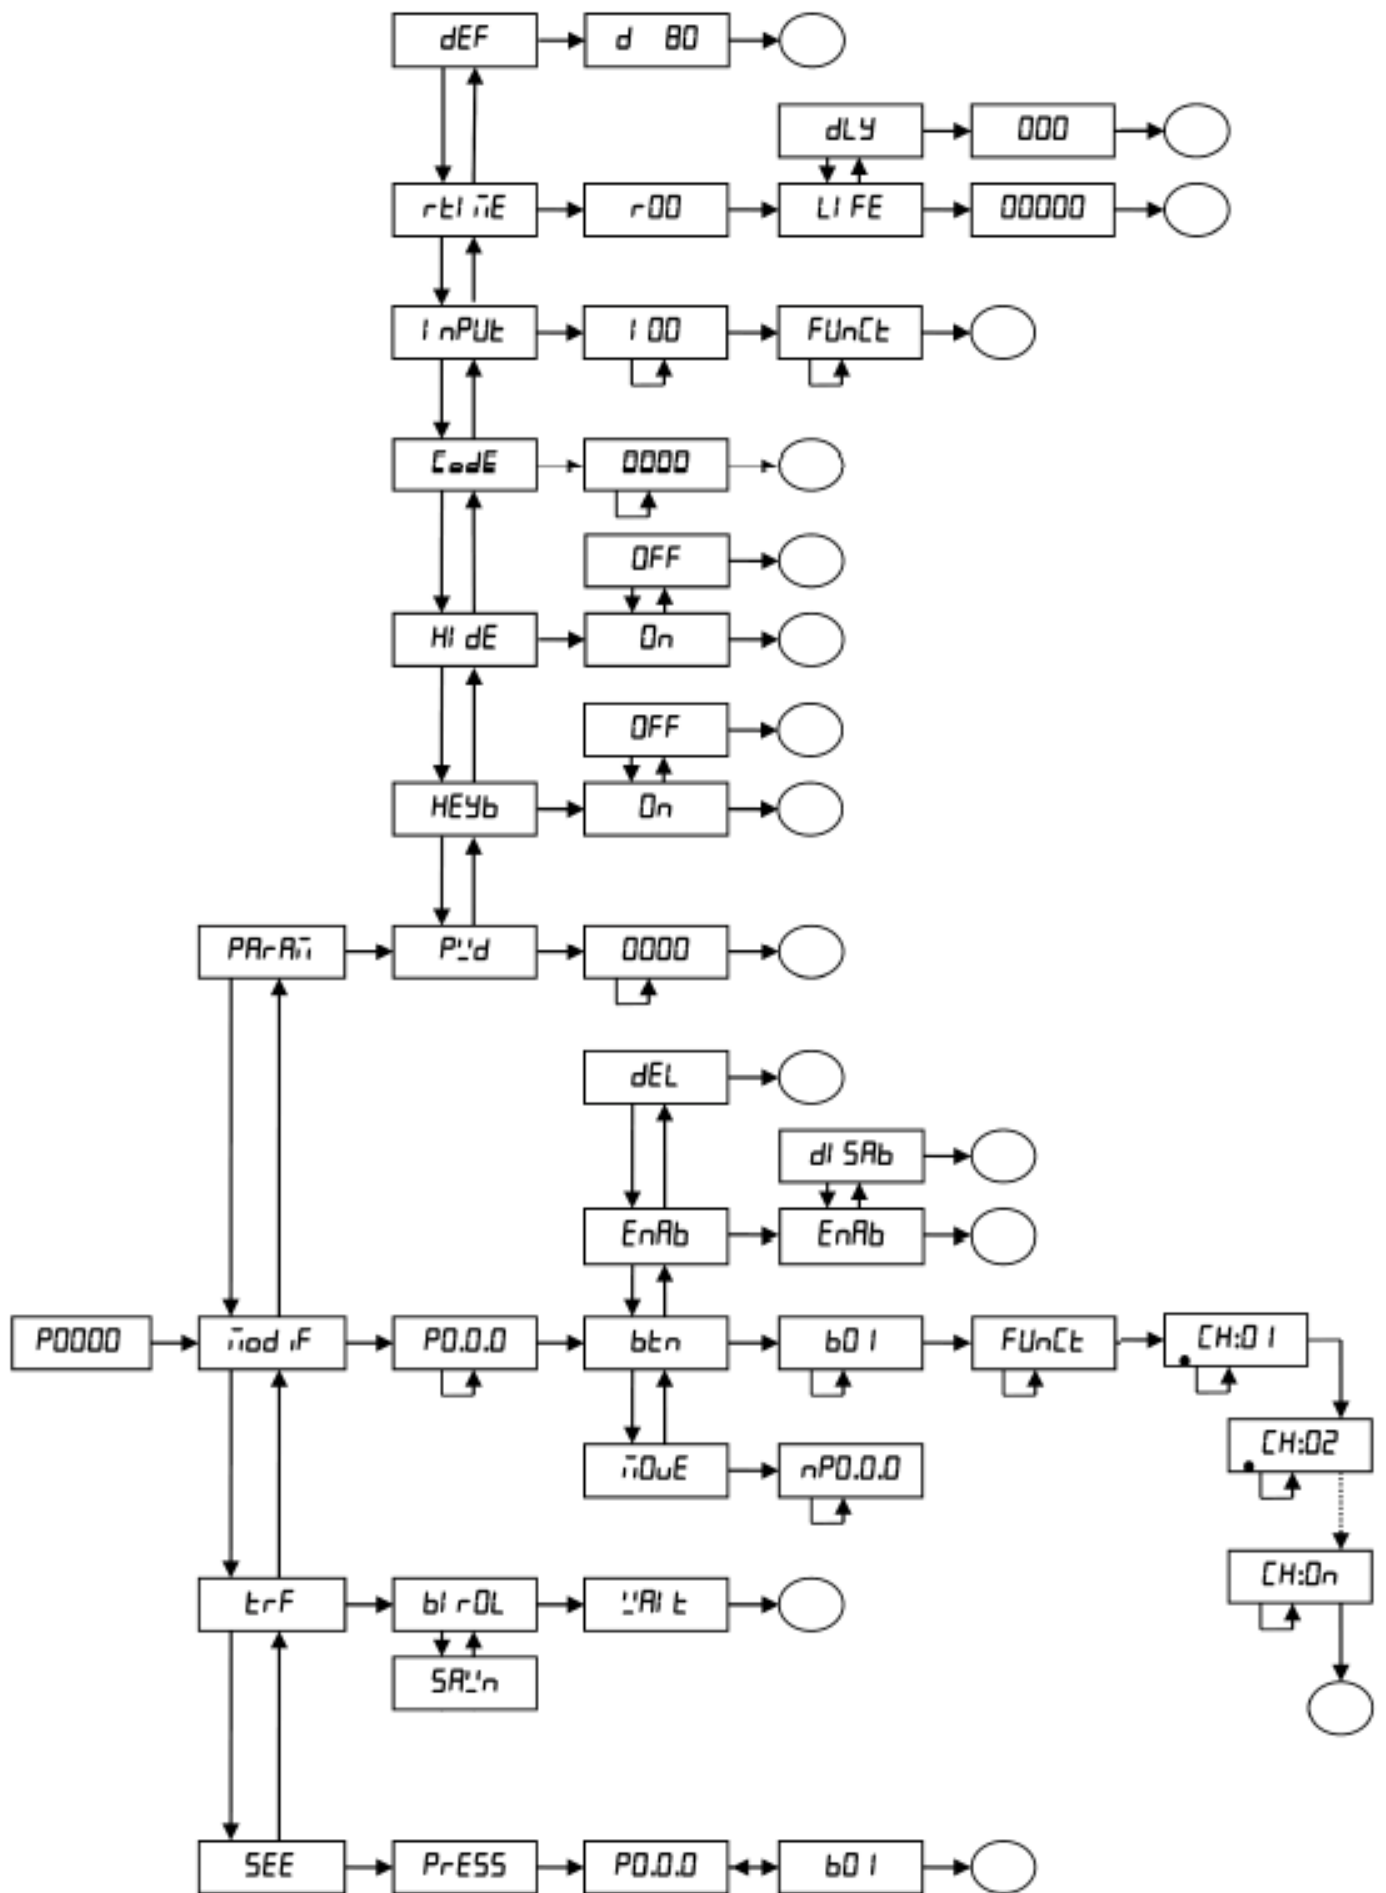 dEF d 80
dLY 000
rtIME r00 LIFE 00000
InPUt I00 FUnCt
CodE 0000
OFF
HIdE On
OFF
HEYb On
PArAM PWd 0000
dEL
dISAb
EnAb EnAb
P0000 ModiF P0.0.0 btn b01 FUnCt CH:01
CH:02
MOvE nP0.0.0
CH:0n
trF bIrOL WAIt
SAWn
SEE PrESS P0.0.0 b01